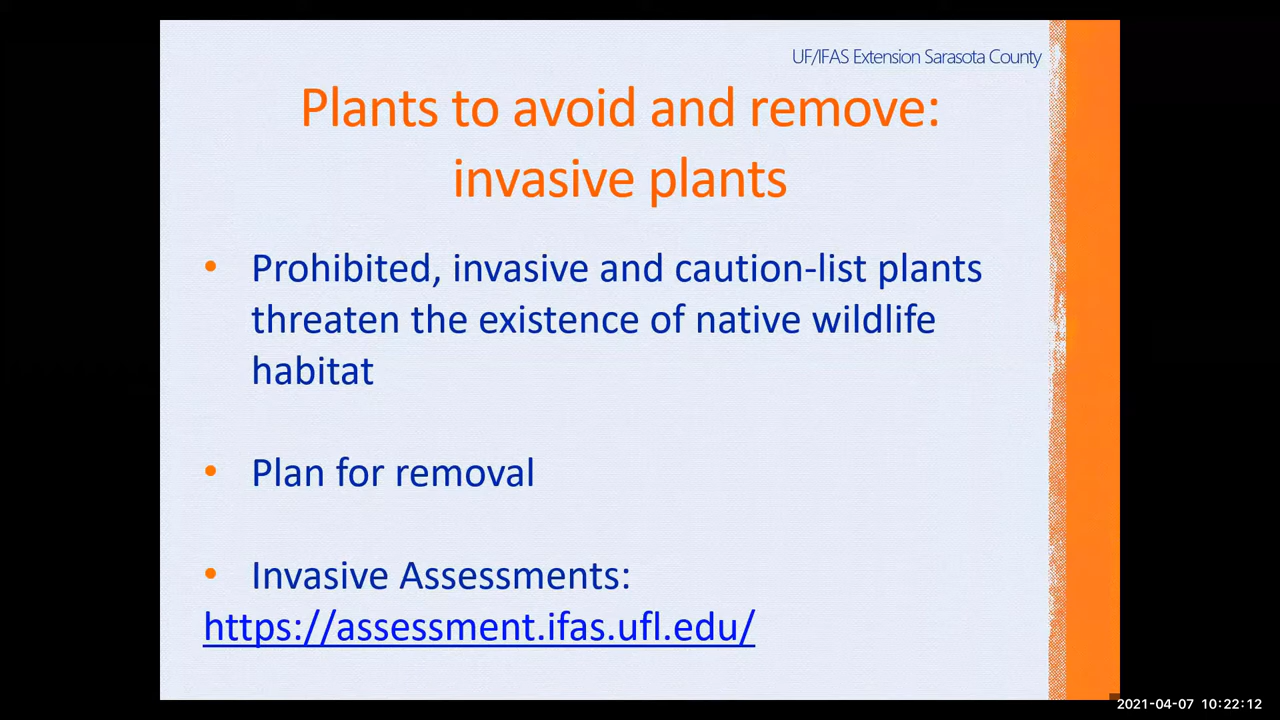 UF/IFAS Extension Sarasota County
Plants to avoid and remove:
invasive plants
• Prohibited, invasive and caution-list plants
threaten the existence of native wildlife
habitat
• Plan for removal
• Invasive Assessments:
https://assessment.ifas.ufl.edu/
2021-04-07 10:22:12